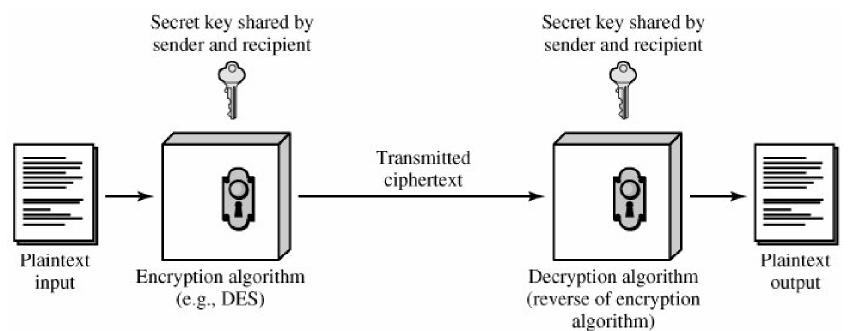 Secret key shared by
sender and recipient
Secret key shared by
sender and recipient
Transmitted
ciphertext
Plaintext
input
Encryption algorithm
(e.g., DES)
Decryption algorithm
(reverse of encryption
algorithm)
Plaintext
output